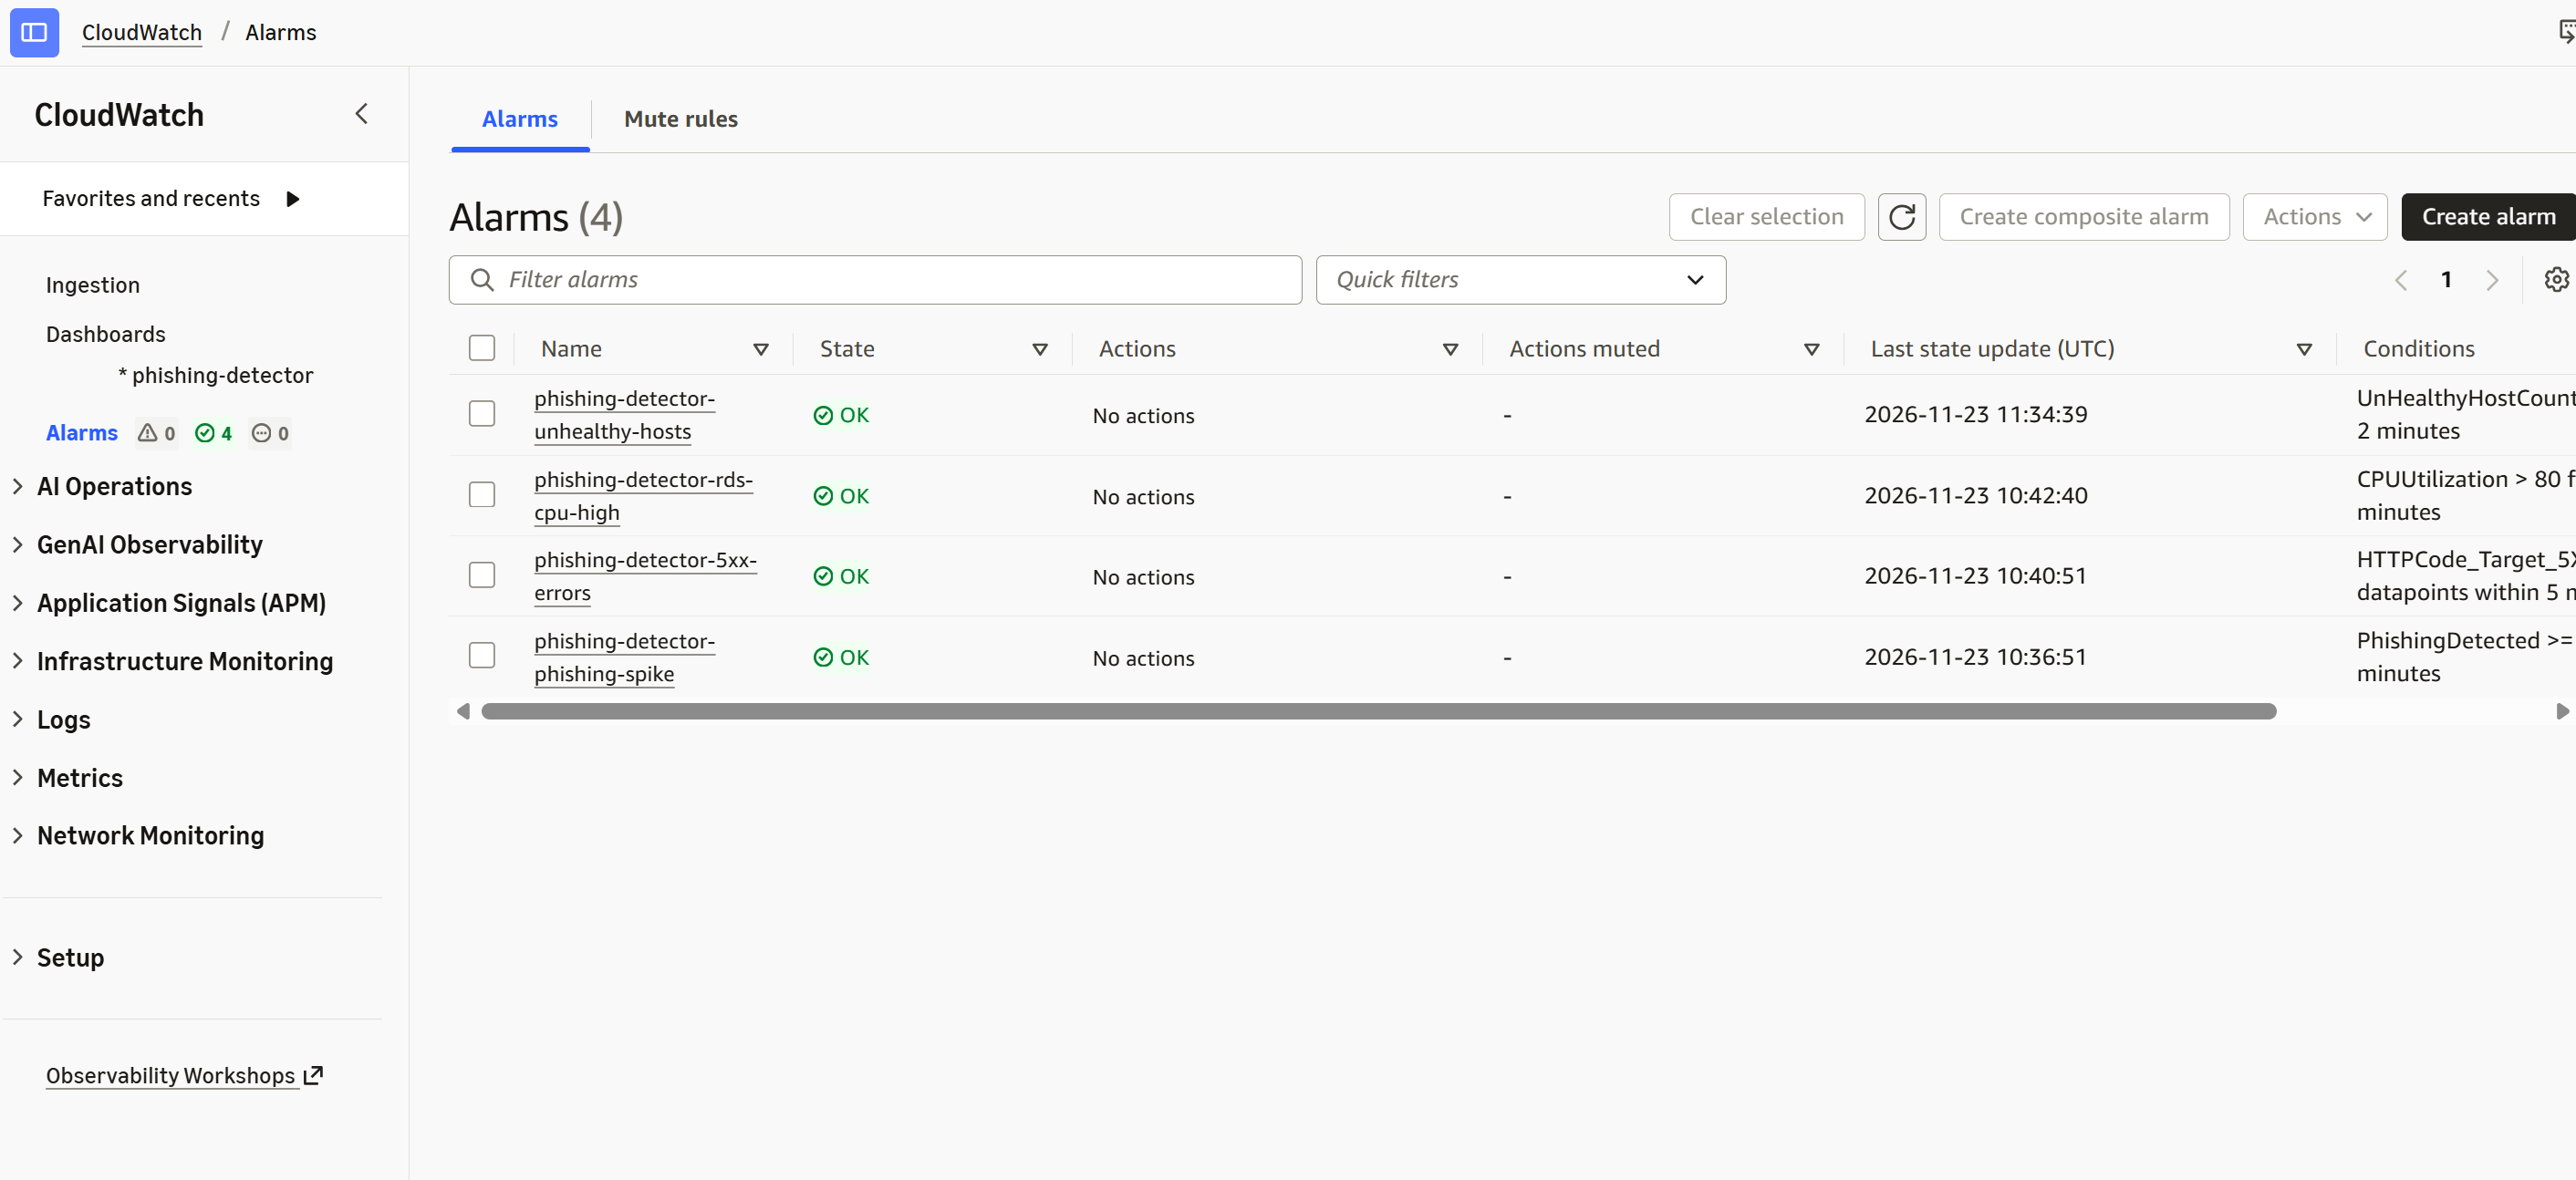 CloudWatch / Alarms
CloudWatch
Favorites and recents
Ingestion
Dashboards
* phishing-detector
Alarms 0 4 0
AI Operations
GenAI Observability
Application Signals (APM)
Infrastructure Monitoring
Logs
Metrics
Network Monitoring
Setup
Observability Workshops
Alarms Mute rules
Alarms (4)
Clear selection Create composite alarm Actions Create alarm
Filter alarms Quick filters 1
Name State Actions Actions muted Last state update (UTC) Conditions
phishing-detector-
unhealthy-hosts
OK No actions - 2026-11-23 11:34:39
UnHealthyHostCount
2 minutes
phishing-detector-rds-
cpu-high
OK No actions - 2026-11-23 10:42:40
CPUUtilization > 80 f
minutes
phishing-detector-5xx-
errors
OK No actions - 2026-11-23 10:40:51
HTTPCode_Target_5X
datapoints within 5 m
phishing-detector-
phishing-spike
OK No actions - 2026-11-23 10:36:51
PhishingDetected >=
minutes